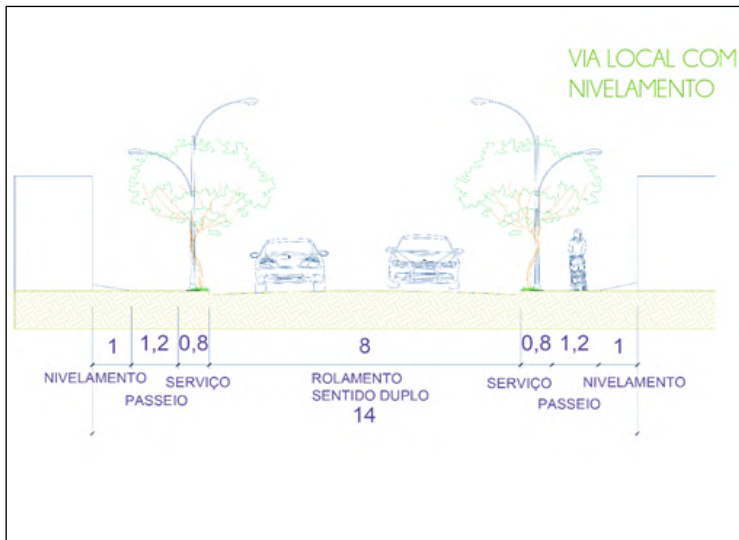 VIA LOCAL COM
NIVELAMENTO
1 1,2 0,8 8 0,8 1,2 1
NIVELAMENTO SERVIÇO ROLAMENTO SERVIÇO NIVELAMENTO
PASSEIO SENTIDO DUPLO PASSEIO
14